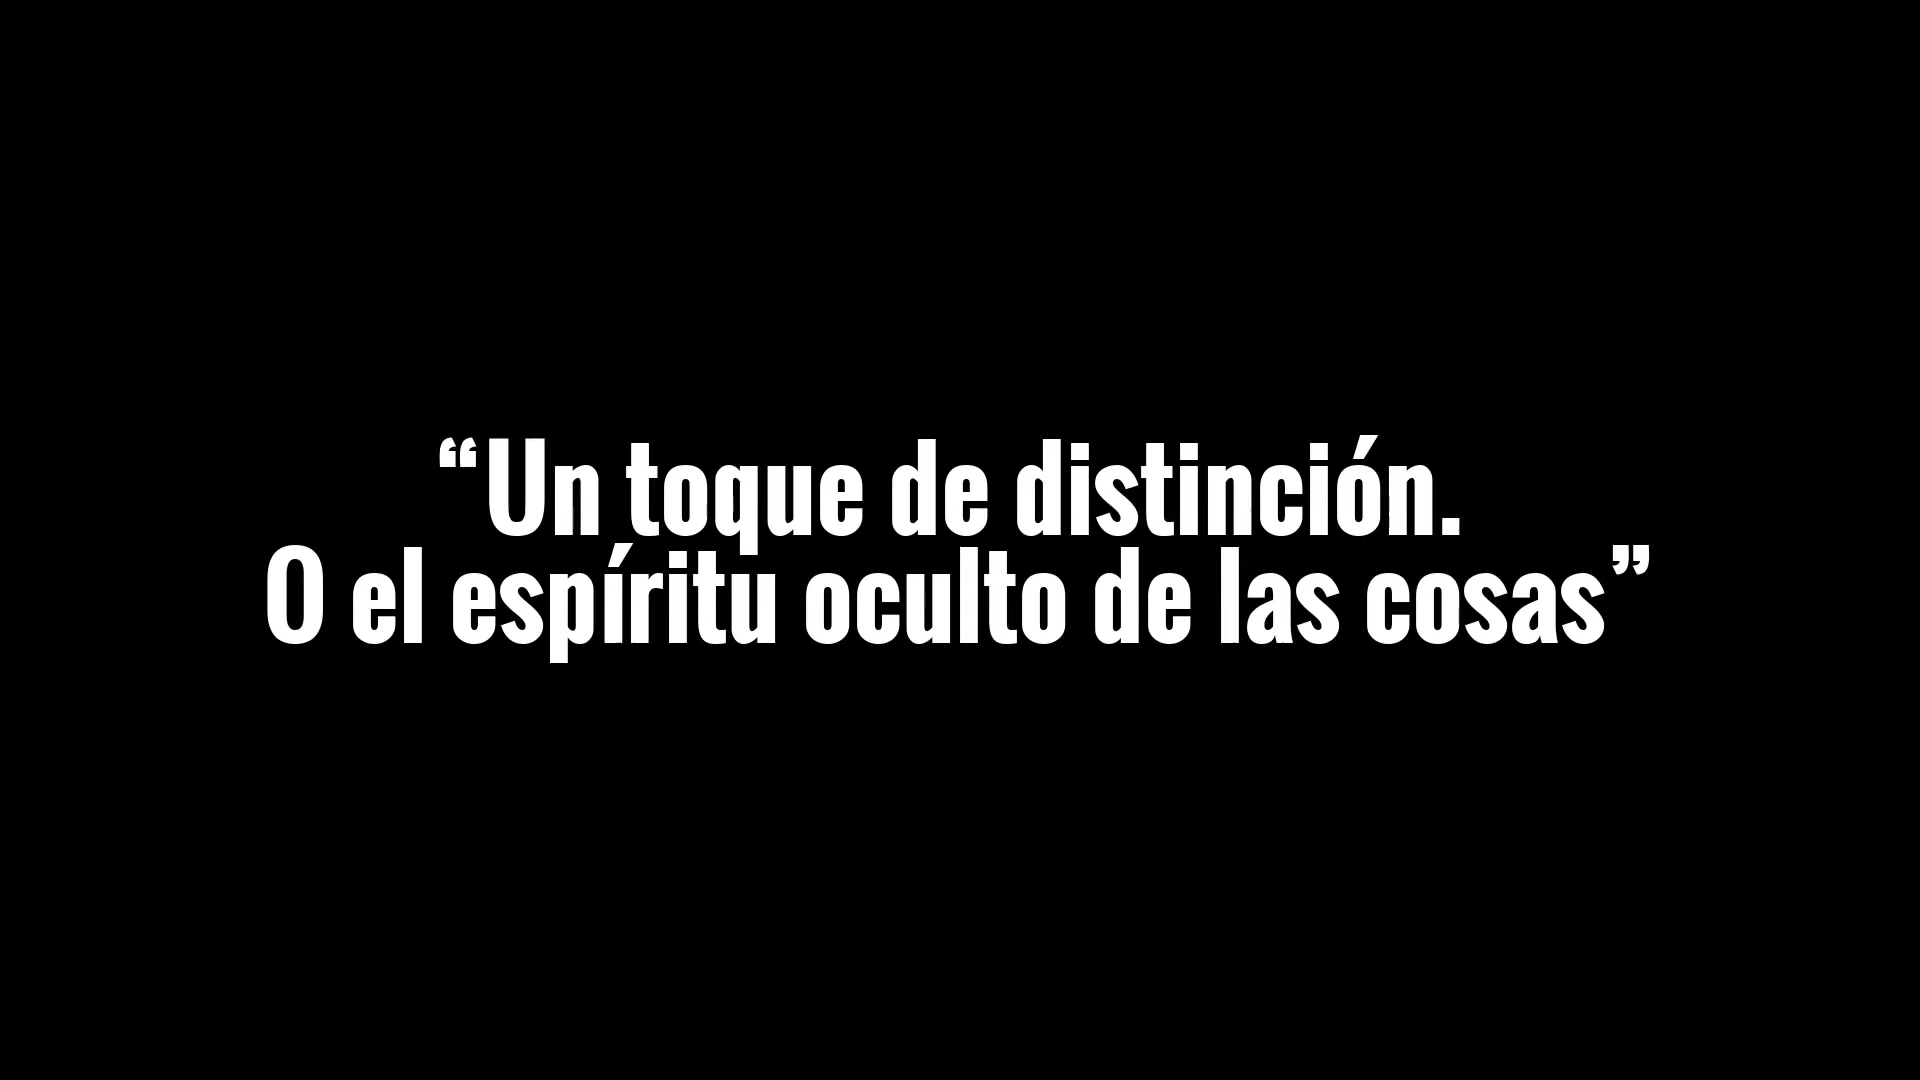 “Un toque de distinción.
O el espíritu oculto de las cosas”